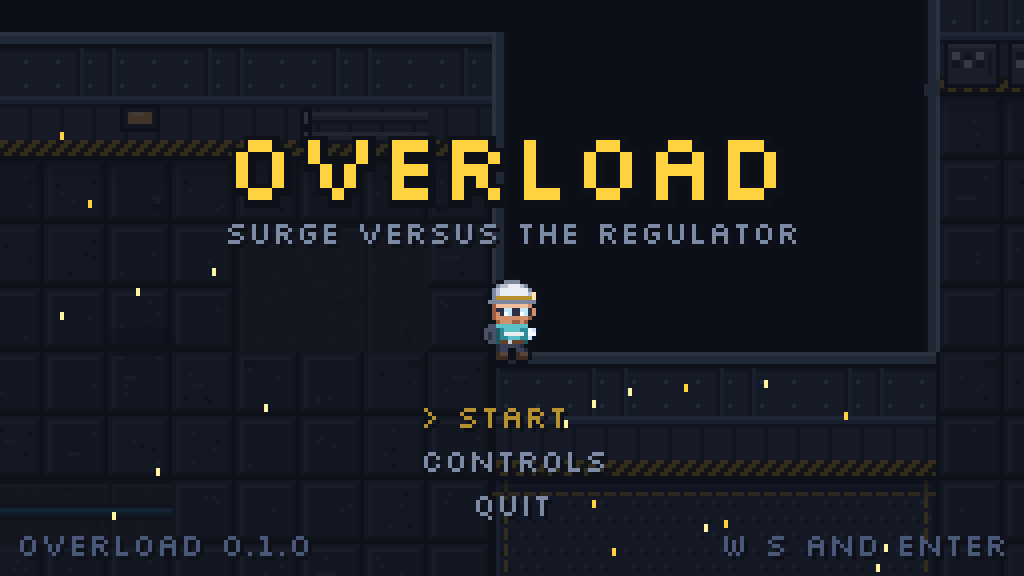 OVERLOAD
SURGE VERSUS THE REGULATOR
> START
CONTROLS
QUIT
OVERLOAD 0.1.0
W S AND ENTER